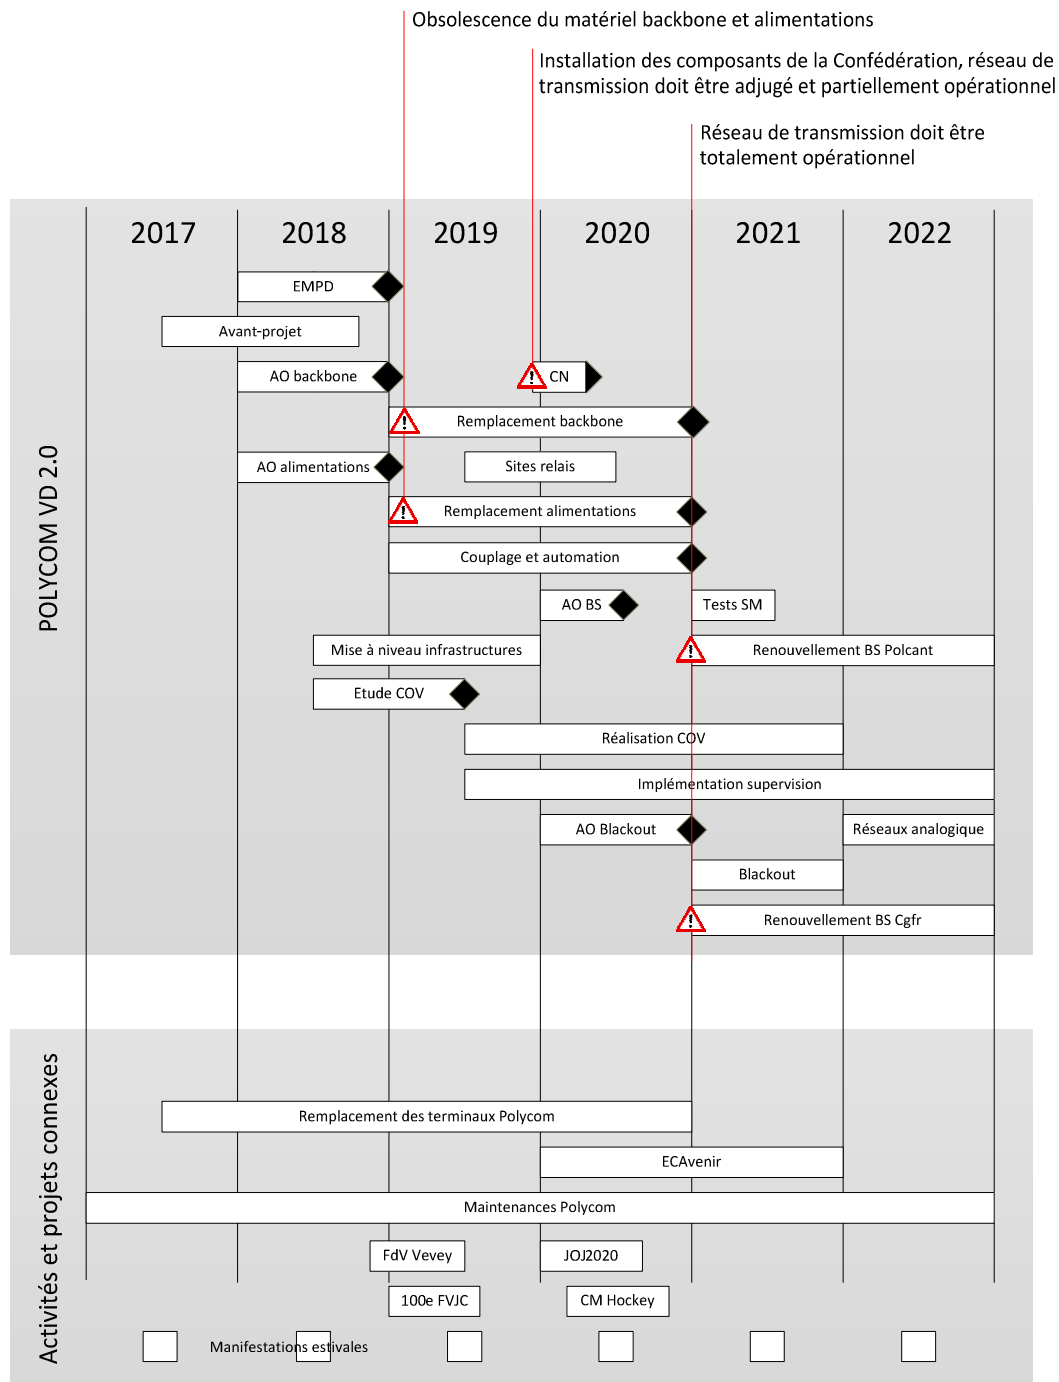 Obsolescence du matériel backbone et alimentations
Installation des composants de la Confédération, réseau de
transmission doit être adjugé et partiellement opérationnel
Réseau de transmission doit être
totalement opérationnel
2017 2018 2019 2020 2021 2022
POLYCOM VD 2.0
EMPD
Avant-projet
AO backbone
! CN
! Remplacement backbone
AO alimentations
Sites relais
! Remplacement alimentations
Couplage et automation
AO BS
Tests SM
Mise à niveau infrastructures
! Renouvellement BS Polcant
Etude COV
Réalisation COV
Implémentation supervision
AO Blackout
Réseaux analogique
Blackout
! Renouvellement BS Cgfr
Activités et projets connexes
Remplacement des terminaux Polycom
ECAvenir
Maintenances Polycom
FdV Vevey
JOJ2020
100e FVJC
CM Hockey
Manifestations estivales